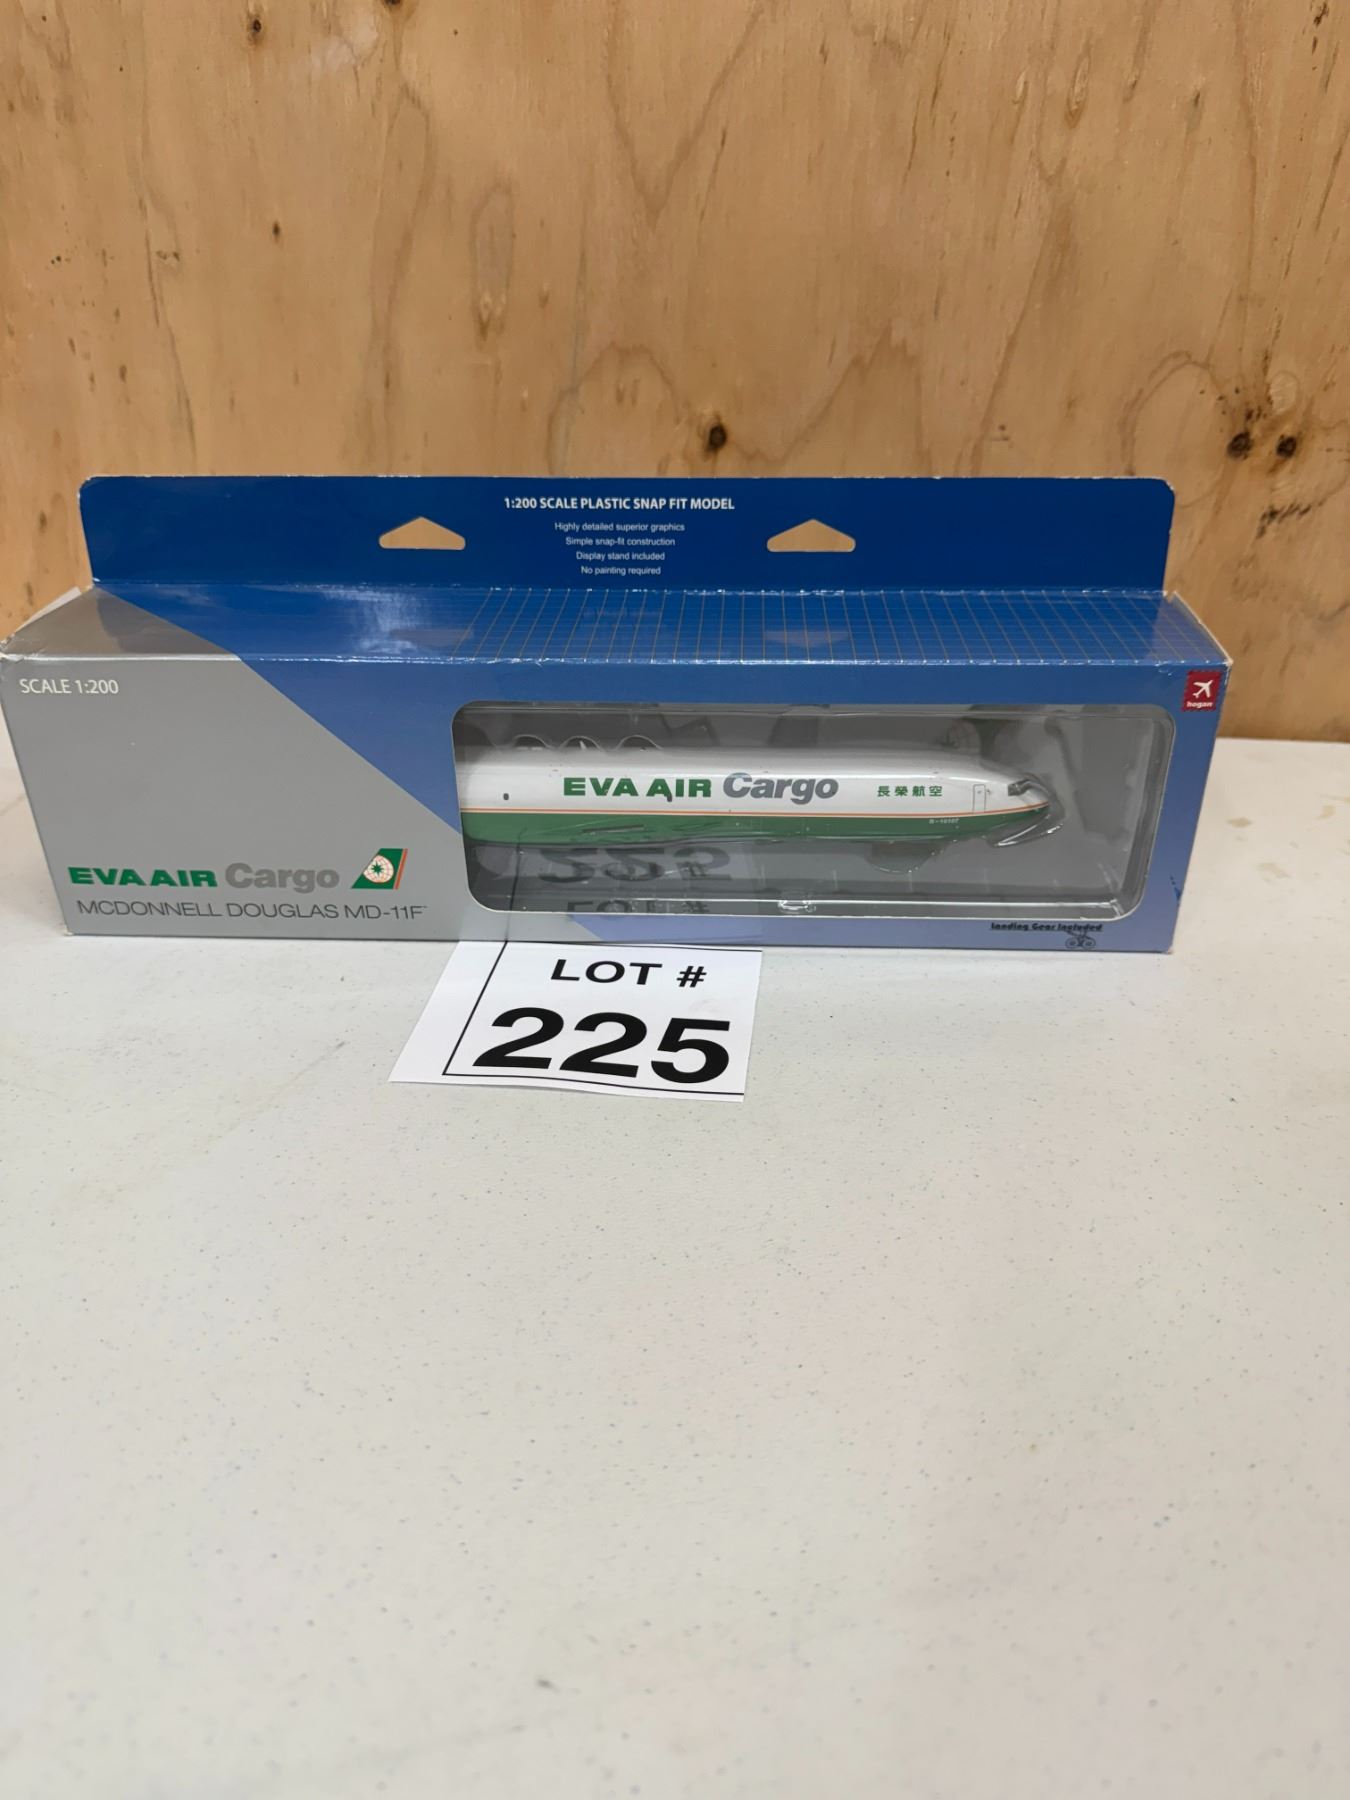 1:200 SCALE PLASTIC SNAP FIT MODEL
Highly detailed superior graphics
Simple snap-fit construction
Display stand included
No painting required
SCALE 1:200
hogan
EVA AIR Cargo 長榮航空
EVA AIR Cargo
MCDONNELL DOUGLAS MD-11F
Landing Gear Included
LOT #
225